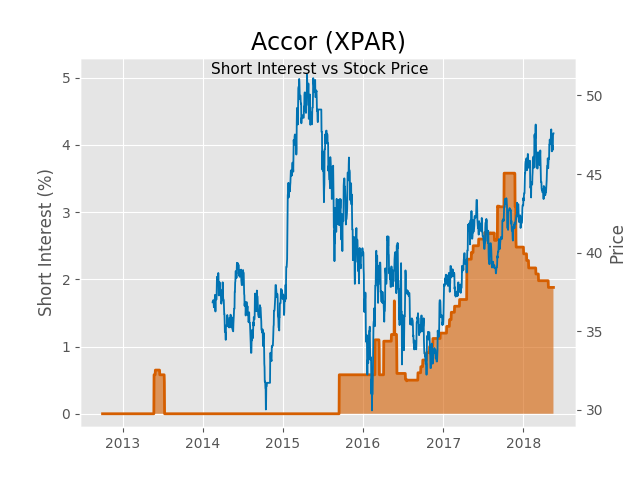 Accor (XPAR)
Short Interest vs Stock Price
Short Interest (%)
5
4
3
2
1
0
50
45
40
35
30
Price
2013 2014 2015 2016 2017 2018